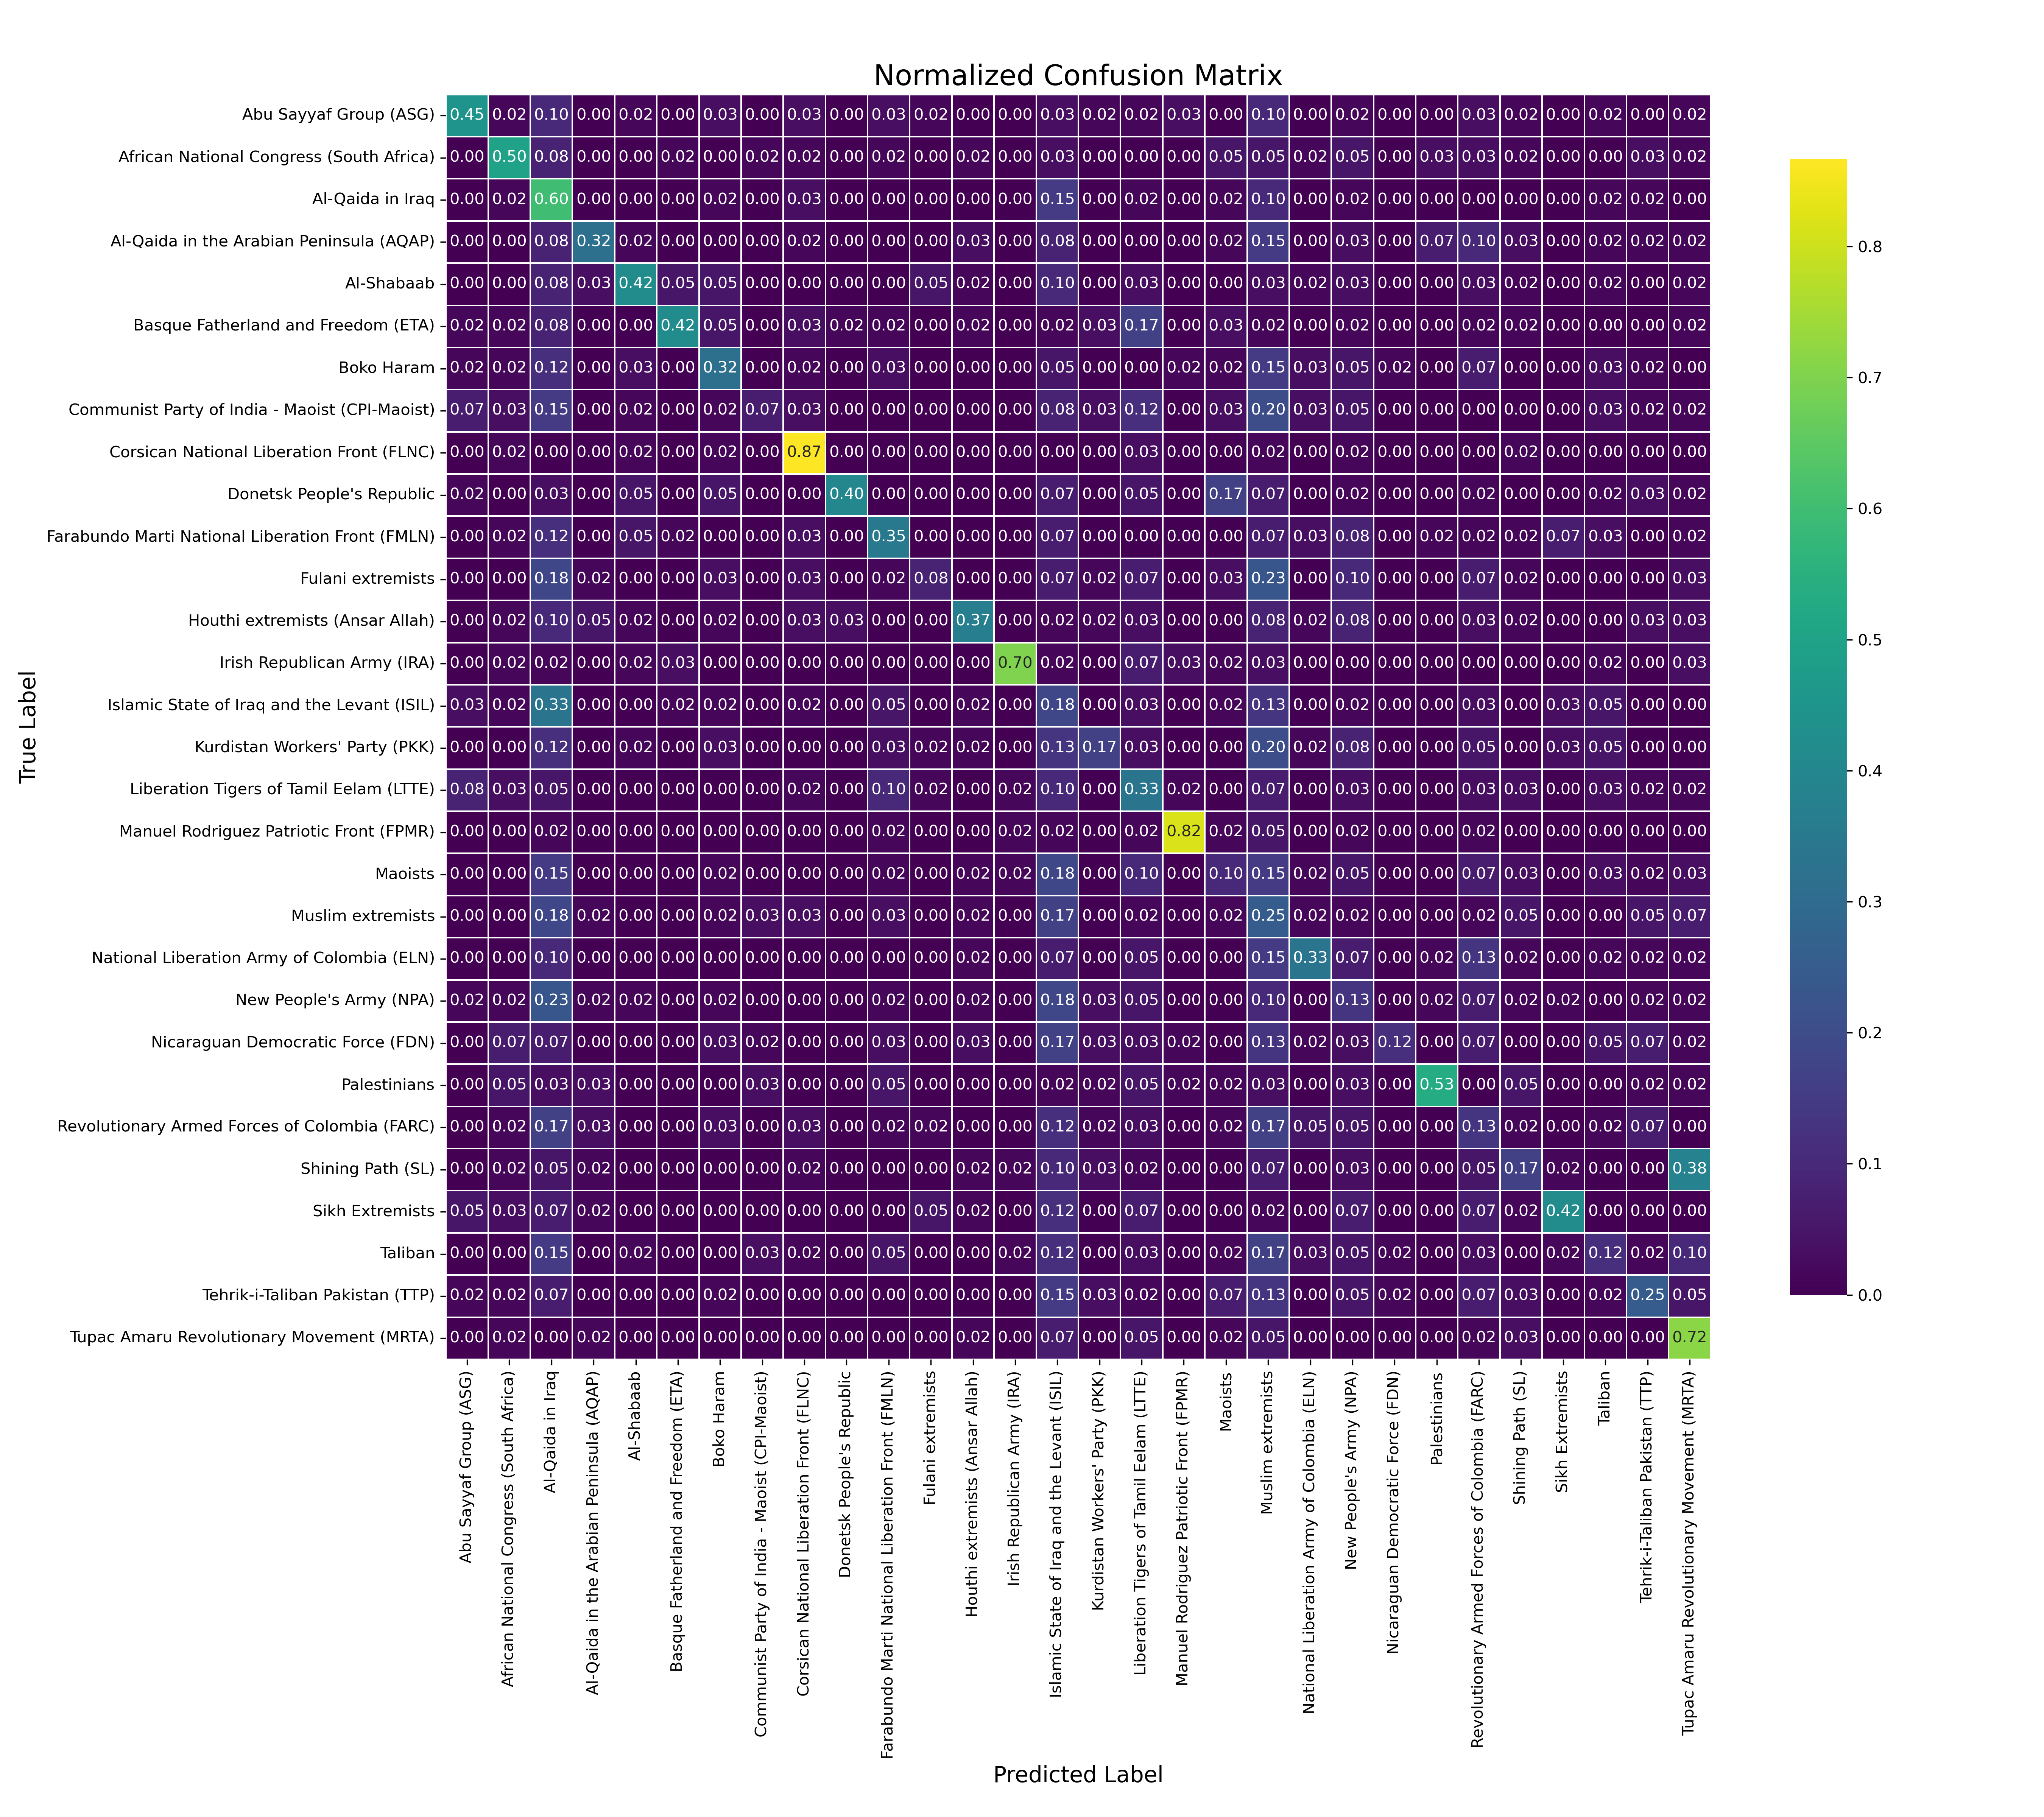 Normalized Confusion Matrix
True Label
Abu Sayyaf Group (ASG) 0.45 0.02 0.10 0.00 0.02 0.00 0.03 0.00 0.03 0.00 0.03 0.02 0.00 0.00 0.03 0.02 0.02 0.03 0.00 0.10 0.00 0.02 0.00 0.00 0.03 0.02 0.00 0.02 0.00 0.02
African National Congress (South Africa) 0.00 0.50 0.08 0.00 0.00 0.02 0.00 0.02 0.02 0.00 0.02 0.00 0.02 0.00 0.03 0.00 0.00 0.00 0.05 0.05 0.02 0.05 0.00 0.03 0.03 0.02 0.00 0.00 0.03 0.02
Al-Qaida in Iraq 0.00 0.02 0.60 0.00 0.00 0.00 0.02 0.00 0.03 0.00 0.00 0.00 0.00 0.00 0.15 0.00 0.02 0.00 0.02 0.10 0.00 0.00 0.00 0.00 0.02 0.00 0.00 0.02 0.02 0.00
Al-Qaida in the Arabian Peninsula (AQAP) 0.00 0.00 0.08 0.32 0.02 0.00 0.00 0.00 0.02 0.00 0.00 0.00 0.03 0.00 0.08 0.00 0.00 0.00 0.02 0.15 0.00 0.03 0.00 0.07 0.10 0.03 0.00 0.02 0.02 0.02
Al-Shabaab 0.00 0.00 0.08 0.03 0.42 0.05 0.05 0.00 0.00 0.00 0.00 0.05 0.02 0.00 0.10 0.00 0.03 0.00 0.00 0.03 0.00 0.03 0.00 0.00 0.03 0.02 0.00 0.02 0.00 0.02
Basque Fatherland and Freedom (ETA) 0.02 0.02 0.08 0.00 0.00 0.42 0.05 0.00 0.03 0.02 0.02 0.00 0.02 0.00 0.02 0.03 0.17 0.00 0.03 0.02 0.00 0.02 0.00 0.00 0.02 0.02 0.00 0.00 0.00 0.02
Boko Haram 0.02 0.02 0.12 0.00 0.03 0.00 0.32 0.00 0.02 0.00 0.03 0.00 0.00 0.00 0.05 0.00 0.00 0.02 0.02 0.15 0.03 0.05 0.02 0.00 0.07 0.00 0.00 0.03 0.02 0.00
Communist Party of India - Maoist (CPI-Maoist) 0.07 0.03 0.15 0.00 0.02 0.00 0.02 0.07 0.03 0.00 0.00 0.00 0.00 0.00 0.08 0.03 0.12 0.00 0.03 0.20 0.03 0.05 0.00 0.00 0.00 0.00 0.00 0.03 0.02 0.02
Corsican National Liberation Front (FLNC) 0.00 0.02 0.00 0.00 0.02 0.00 0.02 0.00 0.87 0.00 0.00 0.00 0.00 0.00 0.00 0.00 0.03 0.00 0.00 0.02 0.00 0.02 0.00 0.00 0.00 0.02 0.00 0.00 0.00 0.00
Donetsk People's Republic 0.02 0.00 0.03 0.00 0.05 0.00 0.05 0.00 0.00 0.40 0.00 0.00 0.00 0.00 0.07 0.00 0.05 0.00 0.17 0.07 0.00 0.02 0.00 0.00 0.02 0.00 0.00 0.02 0.03 0.02
Farabundo Marti National Liberation Front (FMLN) 0.00 0.02 0.12 0.00 0.05 0.02 0.00 0.00 0.03 0.00 0.35 0.00 0.00 0.00 0.07 0.00 0.00 0.00 0.00 0.07 0.03 0.08 0.00 0.02 0.02 0.02 0.07 0.03 0.00 0.02
Fulani extremists 0.00 0.00 0.18 0.02 0.00 0.00 0.03 0.00 0.03 0.00 0.02 0.08 0.00 0.00 0.07 0.02 0.07 0.00 0.03 0.23 0.00 0.10 0.00 0.00 0.07 0.02 0.00 0.00 0.00 0.03
Houthi extremists (Ansar Allah) 0.00 0.02 0.10 0.05 0.02 0.00 0.02 0.00 0.03 0.03 0.00 0.00 0.37 0.00 0.02 0.02 0.03 0.00 0.00 0.08 0.02 0.08 0.00 0.00 0.03 0.02 0.00 0.00 0.03 0.03
Irish Republican Army (IRA) 0.00 0.02 0.02 0.00 0.02 0.03 0.00 0.00 0.00 0.00 0.00 0.00 0.00 0.70 0.02 0.00 0.07 0.03 0.02 0.03 0.00 0.00 0.00 0.00 0.00 0.00 0.00 0.02 0.00 0.03
Islamic State of Iraq and the Levant (ISIL) 0.03 0.02 0.33 0.00 0.00 0.02 0.02 0.00 0.02 0.00 0.05 0.00 0.02 0.00 0.18 0.00 0.03 0.00 0.02 0.13 0.00 0.02 0.00 0.00 0.03 0.00 0.03 0.05 0.00 0.00
Kurdistan Workers' Party (PKK) 0.00 0.00 0.12 0.00 0.02 0.00 0.03 0.00 0.00 0.00 0.03 0.02 0.02 0.00 0.13 0.17 0.03 0.00 0.00 0.20 0.02 0.08 0.00 0.00 0.05 0.00 0.03 0.05 0.00 0.00
Liberation Tigers of Tamil Eelam (LTTE) 0.08 0.03 0.05 0.00 0.00 0.00 0.00 0.00 0.02 0.00 0.10 0.02 0.00 0.02 0.10 0.00 0.33 0.02 0.00 0.07 0.00 0.03 0.00 0.00 0.03 0.03 0.00 0.03 0.02 0.02
Manuel Rodriguez Patriotic Front (FPMR) 0.00 0.00 0.02 0.00 0.00 0.00 0.00 0.00 0.00 0.00 0.02 0.00 0.00 0.02 0.02 0.00 0.02 0.82 0.02 0.05 0.00 0.02 0.00 0.00 0.02 0.00 0.00 0.00 0.00 0.00
Maoists 0.00 0.00 0.15 0.00 0.00 0.00 0.02 0.00 0.02 0.00 0.00 0.00 0.02 0.02 0.18 0.00 0.10 0.00 0.10 0.15 0.02 0.05 0.00 0.00 0.07 0.03 0.00 0.03 0.02 0.03
Muslim extremists 0.00 0.00 0.18 0.02 0.00 0.00 0.02 0.03 0.03 0.00 0.03 0.00 0.02 0.00 0.17 0.00 0.02 0.00 0.02 0.25 0.02 0.02 0.00 0.00 0.02 0.05 0.00 0.00 0.05 0.07
National Liberation Army of Colombia (ELN) 0.00 0.00 0.10 0.00 0.00 0.00 0.00 0.00 0.00 0.00 0.00 0.00 0.02 0.00 0.07 0.00 0.05 0.00 0.00 0.15 0.33 0.07 0.00 0.02 0.13 0.02 0.00 0.02 0.02 0.02
New People's Army (NPA) 0.02 0.02 0.23 0.02 0.02 0.00 0.00 0.00 0.02 0.00 0.02 0.00 0.02 0.00 0.18 0.03 0.05 0.00 0.00 0.10 0.00 0.13 0.00 0.02 0.07 0.02 0.02 0.00 0.02 0.02
Nicaraguan Democratic Force (FDN) 0.00 0.07 0.07 0.00 0.00 0.00 0.03 0.02 0.00 0.00 0.03 0.00 0.03 0.00 0.17 0.03 0.03 0.02 0.00 0.13 0.02 0.03 0.12 0.00 0.07 0.00 0.00 0.05 0.07 0.02
Palestinians 0.00 0.05 0.03 0.03 0.00 0.00 0.00 0.03 0.00 0.00 0.05 0.00 0.00 0.00 0.02 0.02 0.05 0.02 0.02 0.03 0.00 0.03 0.00 0.53 0.00 0.05 0.00 0.00 0.02 0.02
Revolutionary Armed Forces of Colombia (FARC) 0.00 0.02 0.17 0.03 0.00 0.00 0.03 0.00 0.03 0.00 0.02 0.02 0.00 0.00 0.12 0.02 0.03 0.00 0.02 0.17 0.05 0.05 0.00 0.00 0.13 0.02 0.00 0.02 0.07 0.00
Shining Path (SL) 0.00 0.02 0.05 0.02 0.00 0.00 0.00 0.00 0.02 0.00 0.00 0.00 0.02 0.02 0.10 0.03 0.02 0.00 0.00 0.07 0.00 0.03 0.00 0.00 0.05 0.17 0.02 0.00 0.00 0.38
Sikh Extremists 0.05 0.03 0.07 0.02 0.00 0.00 0.02 0.00 0.00 0.00 0.00 0.05 0.02 0.00 0.12 0.00 0.07 0.00 0.00 0.02 0.00 0.07 0.00 0.00 0.07 0.02 0.42 0.00 0.00 0.00
Taliban 0.00 0.00 0.15 0.00 0.02 0.00 0.00 0.03 0.02 0.00 0.05 0.00 0.00 0.02 0.12 0.00 0.03 0.00 0.02 0.17 0.03 0.05 0.02 0.00 0.03 0.00 0.02 0.12 0.02 0.10
Tehrik-i-Taliban Pakistan (TTP) 0.02 0.02 0.07 0.00 0.00 0.00 0.02 0.00 0.00 0.00 0.00 0.00 0.00 0.00 0.15 0.03 0.02 0.00 0.07 0.13 0.00 0.05 0.02 0.00 0.07 0.03 0.00 0.02 0.25 0.05
Tupac Amaru Revolutionary Movement (MRTA) 0.00 0.02 0.00 0.02 0.00 0.00 0.00 0.00 0.00 0.00 0.00 0.00 0.02 0.00 0.07 0.00 0.05 0.00 0.02 0.05 0.00 0.00 0.00 0.00 0.02 0.03 0.00 0.00 0.00 0.72
Abu Sayyaf Group (ASG)
African National Congress (South Africa)
Al-Qaida in Iraq
Al-Qaida in the Arabian Peninsula (AQAP)
Al-Shabaab
Basque Fatherland and Freedom (ETA)
Boko Haram
Communist Party of India - Maoist (CPI-Maoist)
Corsican National Liberation Front (FLNC)
Donetsk People's Republic
Farabundo Marti National Liberation Front (FMLN)
Fulani extremists
Houthi extremists (Ansar Allah)
Irish Republican Army (IRA)
Islamic State of Iraq and the Levant (ISIL)
Kurdistan Workers' Party (PKK)
Liberation Tigers of Tamil Eelam (LTTE)
Manuel Rodriguez Patriotic Front (FPMR)
Maoists
Muslim extremists
National Liberation Army of Colombia (ELN)
New People's Army (NPA)
Nicaraguan Democratic Force (FDN)
Palestinians
Revolutionary Armed Forces of Colombia (FARC)
Shining Path (SL)
Sikh Extremists
Taliban
Tehrik-i-Taliban Pakistan (TTP)
Tupac Amaru Revolutionary Movement (MRTA)
Predicted Label
0.8
0.7
0.6
0.5
0.4
0.3
0.2
0.1
0.0